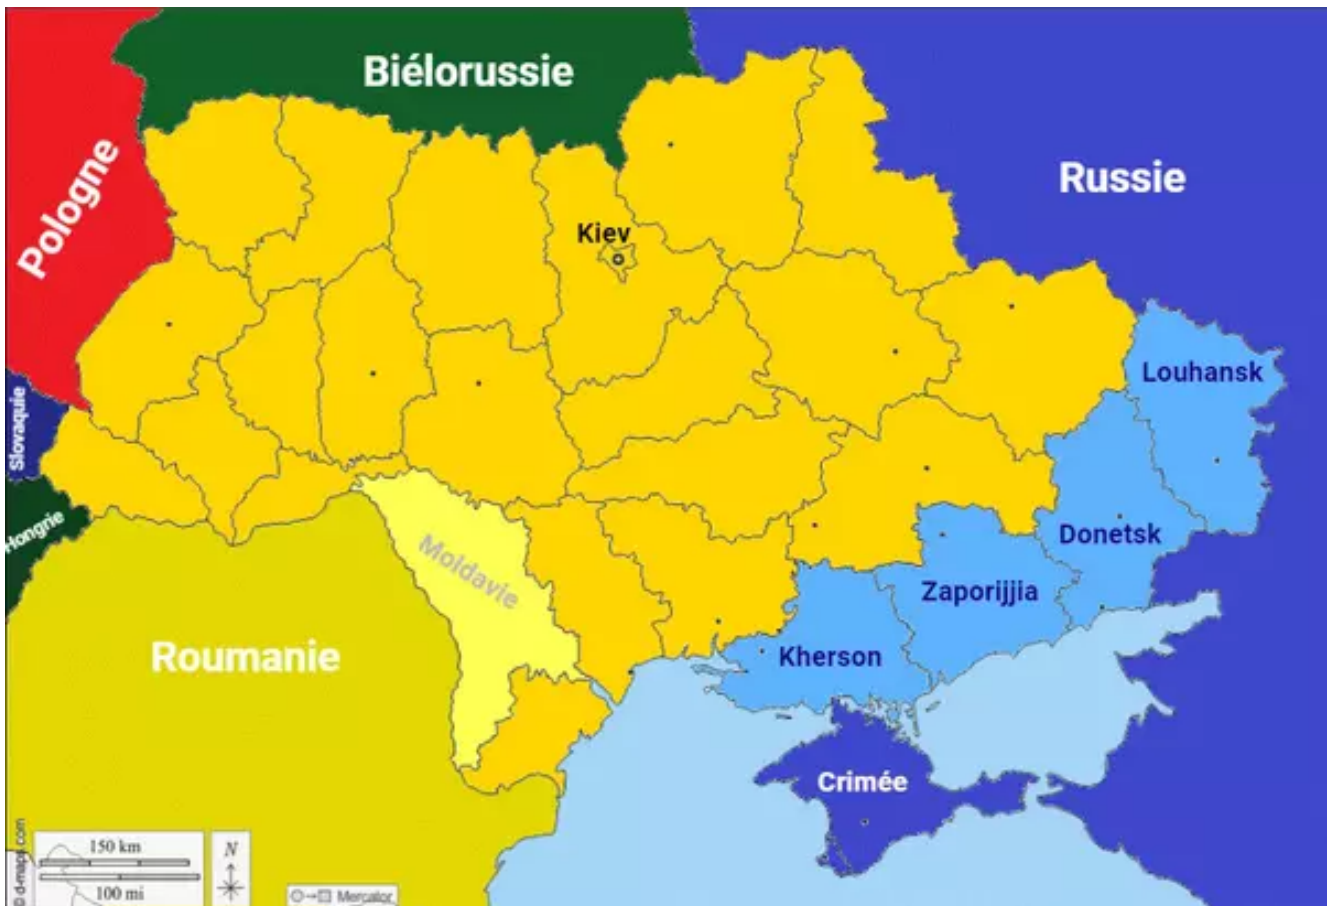 Biélorussie
Pologne
Russie
Kiev
Louhansk
Slovaquie
Hongrie
Donetsk
Moldavie
Zaporijjia
Roumanie
Kherson
Crimée
© d-maps.com
150 km
100 mi
N
Mercator